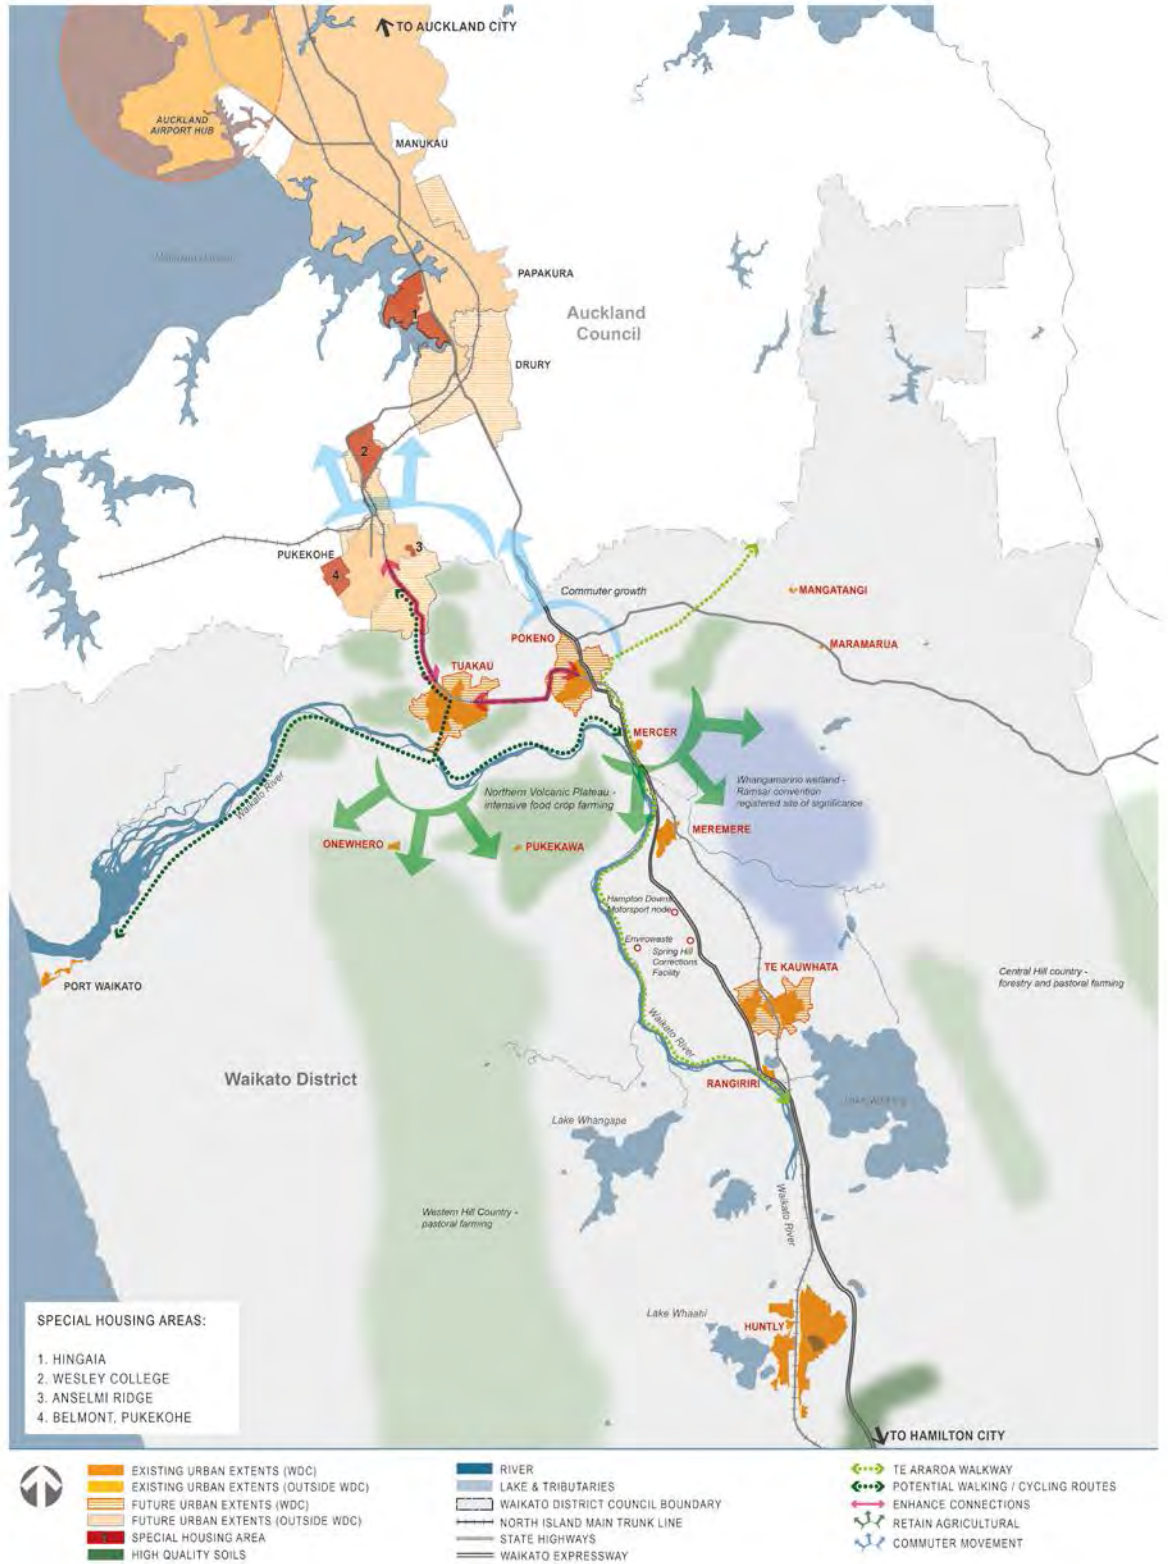 TO AUCKLAND CITY
AUCKLAND
AIRPORT HUB
MANUKAU
PAPAKURA
Auckland
Council
1
DRURY
2
PUKEKOHE
3
4
Commuter growth
MANGATANGI
POKENO
MARAMARUA
TUAKAU
MERCER
Waikato River
Northern Volcanic Plateau -
intensive food crop farming
Whangamarino wetland -
Ramsar convention
registered site of significance
MEREMERE
ONEWHERO
PUKEKAWA
Hampton Downs
Motorsport node
Envirowaste
Spring Hill
Corrections
Facility
TE KAUWHATA
Central Hill country -
forestry and pastoral farming
PORT WAIKATO
Waikato River
RANGIRIRI
Waikato District
Lake Whangape
Waikato River
Western Hill Country -
pastoral farming
Lake Whaahi
HUNTLY
SPECIAL HOUSING AREAS:
1. HINGAIA
2. WESLEY COLLEGE
3. ANSELMI RIDGE
4. BELMONT, PUKEKOHE
TO HAMILTON CITY
EXISTING URBAN EXTENTS (WDC)
EXISTING URBAN EXTENTS (OUTSIDE WDC)
FUTURE URBAN EXTENTS (WDC)
FUTURE URBAN EXTENTS (OUTSIDE WDC)
SPECIAL HOUSING AREA
HIGH QUALITY SOILS
RIVER
LAKE & TRIBUTARIES
WAIKATO DISTRICT COUNCIL BOUNDARY
NORTH ISLAND MAIN TRUNK LINE
STATE HIGHWAYS
WAIKATO EXPRESSWAY
TE ARAROA WALKWAY
POTENTIAL WALKING / CYCLING ROUTES
ENHANCE CONNECTIONS
RETAIN AGRICULTURAL
COMMUTER MOVEMENT